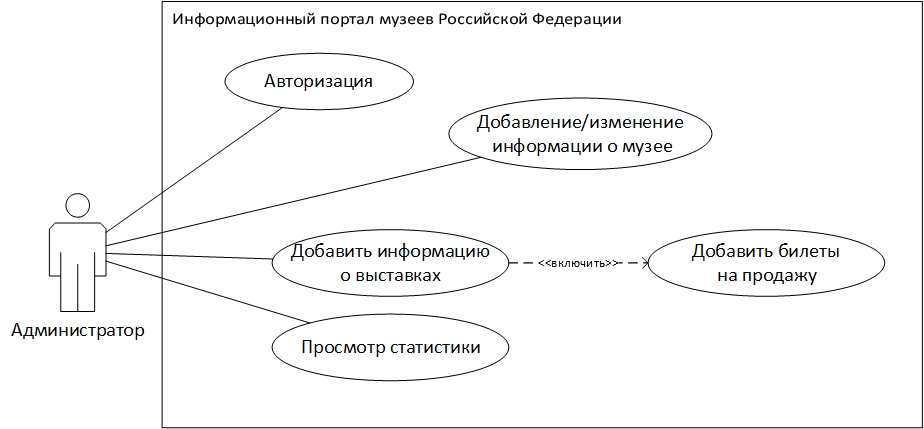 Информационный портал музеев Российской Федерации
Авторизация
Добавление/изменение
информации о музее
Добавить информацию
о выставках
<<включить>>
Добавить билеты
на продажу
Администратор
Просмотр статистики